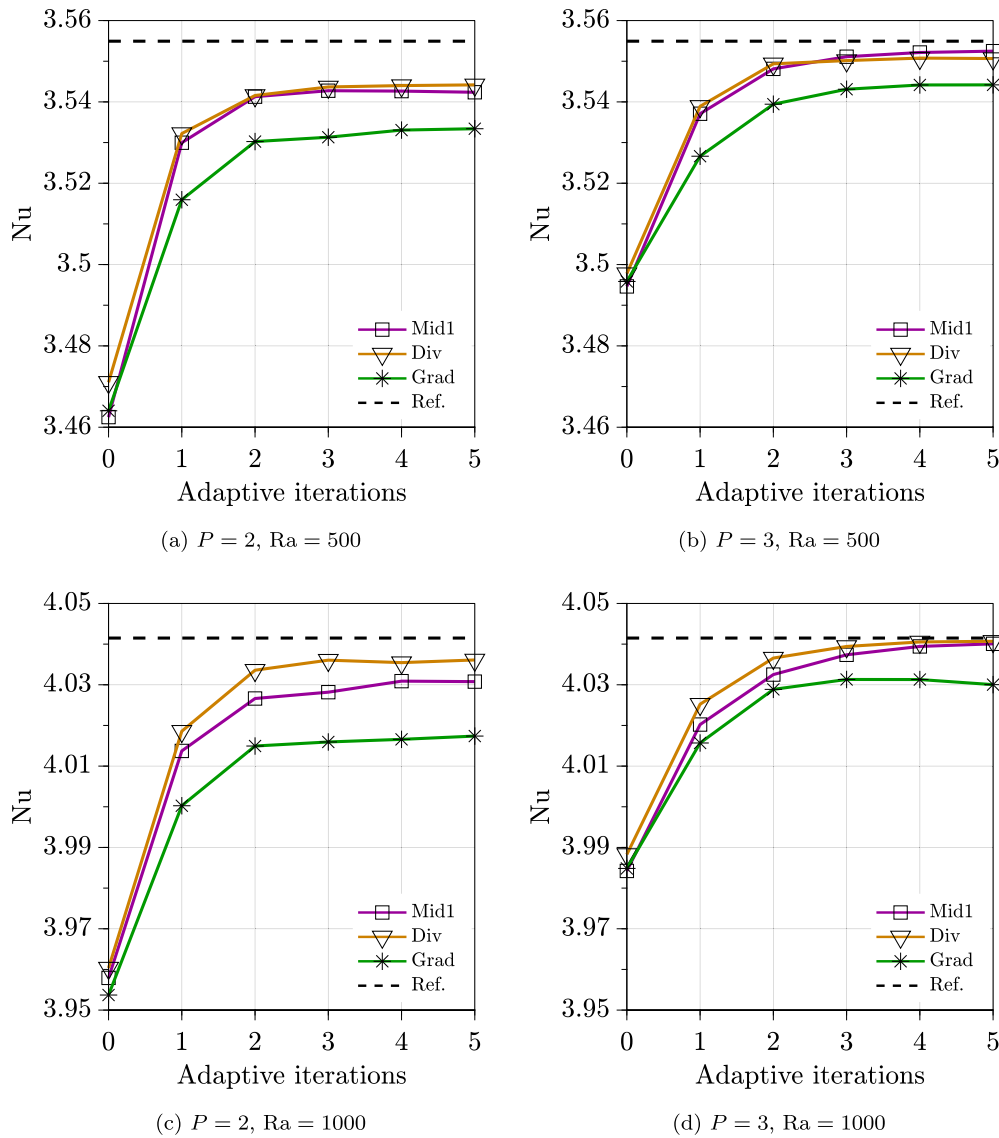 3.56
3.54
3.52
3.5
3.48
3.46
Nu
0 1 2 3 4 5
Adaptive iterations
Mid1
Div
Grad
Ref.
(a) P = 2, Ra = 500
3.56
3.54
3.52
3.5
3.48
3.46
Nu
0 1 2 3 4 5
Adaptive iterations
Mid1
Div
Grad
Ref.
(b) P = 3, Ra = 500
4.05
4.03
4.01
3.99
3.97
3.95
Nu
0 1 2 3 4 5
Adaptive iterations
Mid1
Div
Grad
Ref.
(c) P = 2, Ra = 1000
4.05
4.03
4.01
3.99
3.97
3.95
Nu
0 1 2 3 4 5
Adaptive iterations
Mid1
Div
Grad
Ref.
(d) P = 3, Ra = 1000